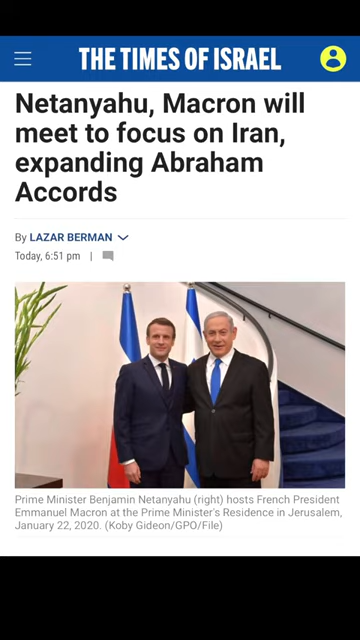 THE TIMES OF ISRAEL
Netanyahu, Macron will
meet to focus on Iran,
expanding Abraham
Accords
By LAZAR BERMAN
Today, 6:51 pm |
Prime Minister Benjamin Netanyahu (right) hosts French President
Emmanuel Macron at the Prime Minister's Residence in Jerusalem,
January 22, 2020. (Koby Gideon/GPO/File)